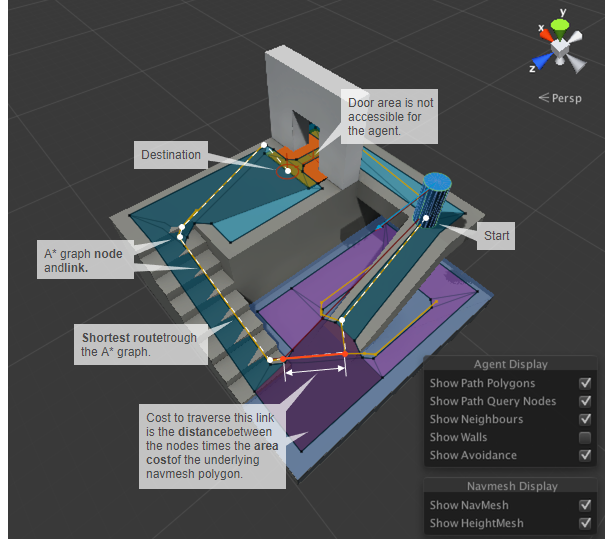 y
x
z
Persp
Door area is not
accessible for
the agent.
Destination
Start
A* graph node
andlink.
Shortest routetrough
the A* graph.
Cost to traverse this link
is the distancebetween
the nodes times the area
costof the underlying
navmesh polygon.
Agent Display
Show Path Polygons
Show Path Query Nodes
Show Neighbours
Show Walls
Show Avoidance
Navmesh Display
Show NavMesh
Show HeightMesh